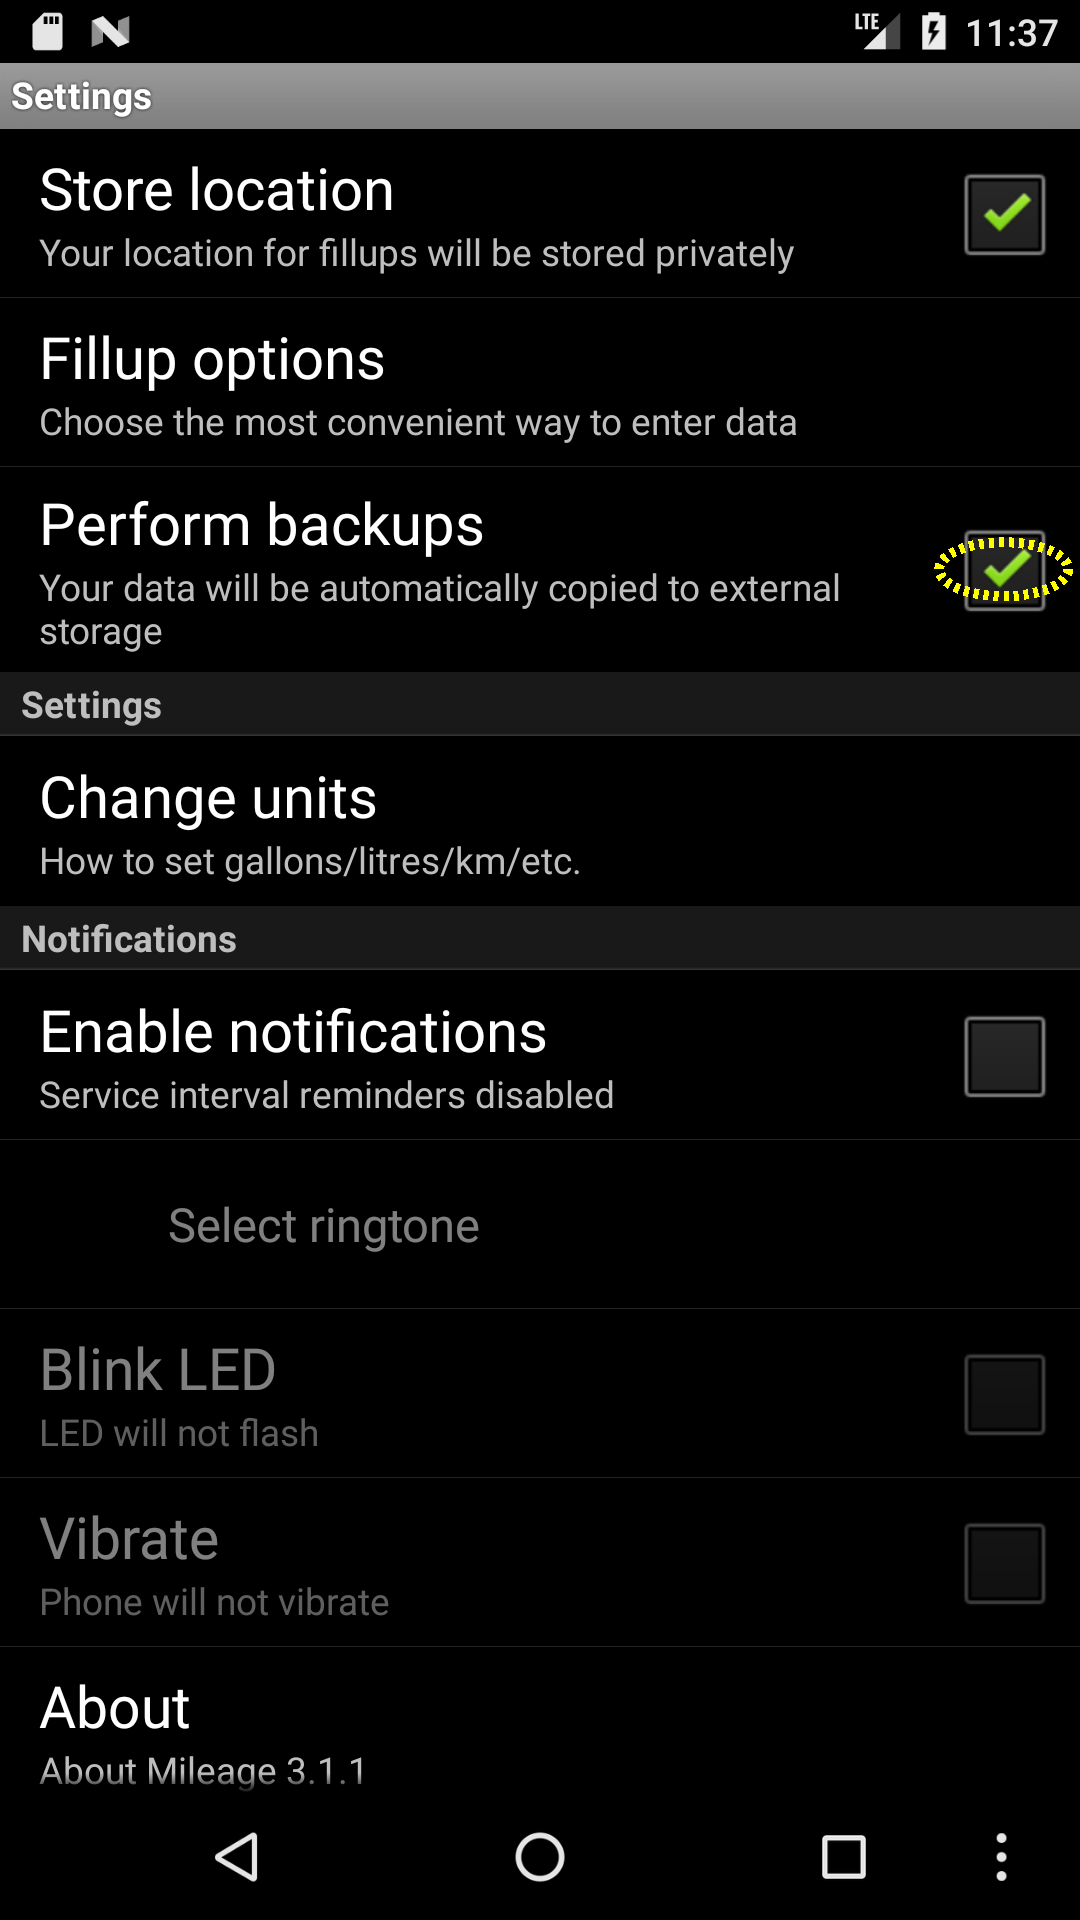 LTE 11:37
Settings
Store location
Your location for fillups will be stored privately
Fillup options
Choose the most convenient way to enter data
Perform backups
Your data will be automatically copied to external
storage
Settings
Change units
How to set gallons/litres/km/etc.
Notifications
Enable notifications
Service interval reminders disabled
Select ringtone
Blink LED
LED will not flash
Vibrate
Phone will not vibrate
About
About Mileage 3.1.1